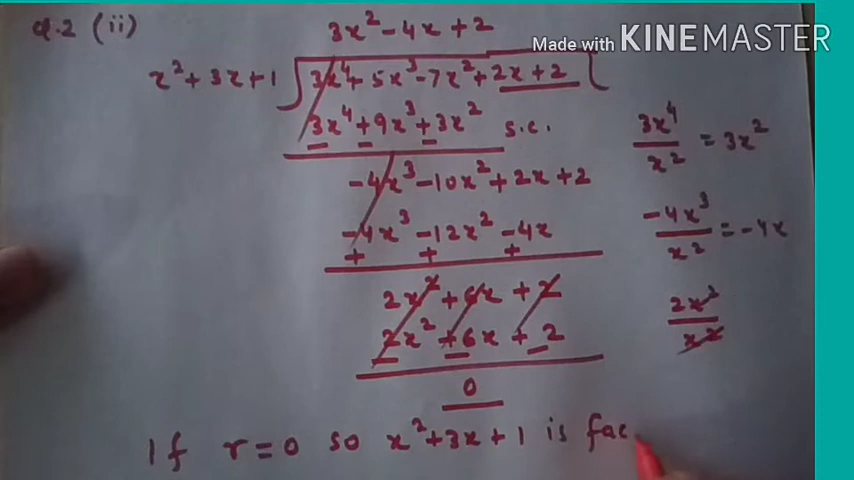 Q.2 (ii)
3x² - 4x + 2
Made with KINEMASTER
x² + 3x + 1 ) 3x⁴ + 5x³ - 7x² + 2x + 2 (
3x⁴ + 9x³ + 3x² s.c.
- - -
-4x³ - 10x² + 2x + 2
-4x³ - 12x² - 4x
+ + +
2x² + 6x + 2
2x² + 6x + 2
- - -
0
3x⁴/x² = 3x²
-4x³/x² = -4x
2x²/x²
If r = 0 so x² + 3x + 1 is fac